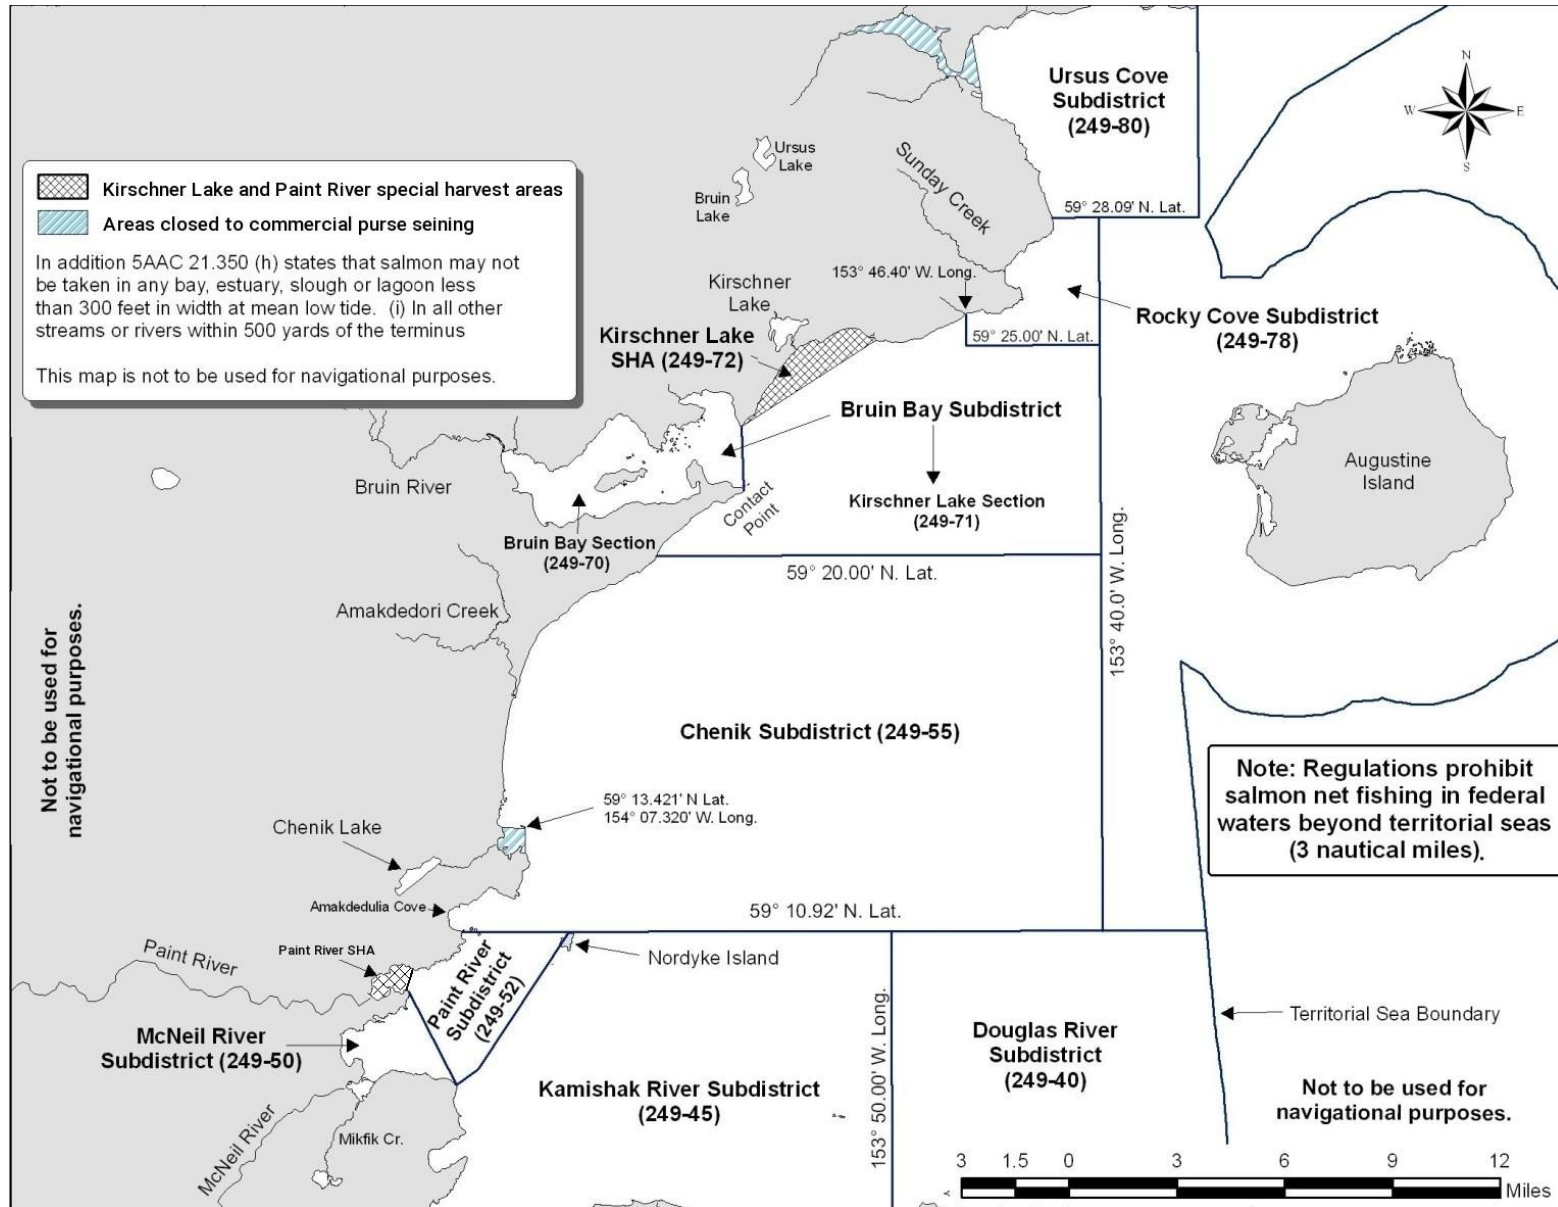 Ursus Cove
Subdistrict
(249-80)
N
W
E
S
Ursus
Lake
Bruin
Lake
Sunday Creek
59° 28.09' N. Lat.
Kirschner Lake and Paint River special harvest areas
Areas closed to commercial purse seining
In addition 5AAC 21.350 (h) states that salmon may not
be taken in any bay, estuary, slough or lagoon less
than 300 feet in width at mean low tide.  (i) In all other
streams or rivers within 500 yards of the terminus
This map is not to be used for navigational purposes.
153° 46.40' W. Long.
Kirschner
Lake
Kirschner Lake
SHA (249-72)
59° 25.00' N. Lat.
Rocky Cove Subdistrict
(249-78)
Bruin Bay Subdistrict
Augustine
Island
Bruin River
Contact
Point
Kirschner Lake Section
(249-71)
Bruin Bay Section
(249-70)
59° 20.00' N. Lat.
153° 40.0' W. Long.
Amakdedori Creek
Not to be used for
navigational purposes.
Chenik Subdistrict (249-55)
Note: Regulations prohibit
salmon net fishing in federal
waters beyond territorial seas
(3 nautical miles).
59° 13.421' N Lat.
154° 07.320' W. Long.
Chenik Lake
Amakdedulia Cove
59° 10.92' N. Lat.
Paint River
Paint River SHA
Paint River
Subdistrict
(249-52)
Nordyke Island
153° 50.00' W. Long.
Territorial Sea Boundary
McNeil River
Subdistrict (249-50)
Douglas River
Subdistrict
(249-40)
Kamishak River Subdistrict
(249-45)
Not to be used for
navigational purposes.
McNeil River
Mikfik Cr.
3 1.5 0 3 6 9 12
Miles